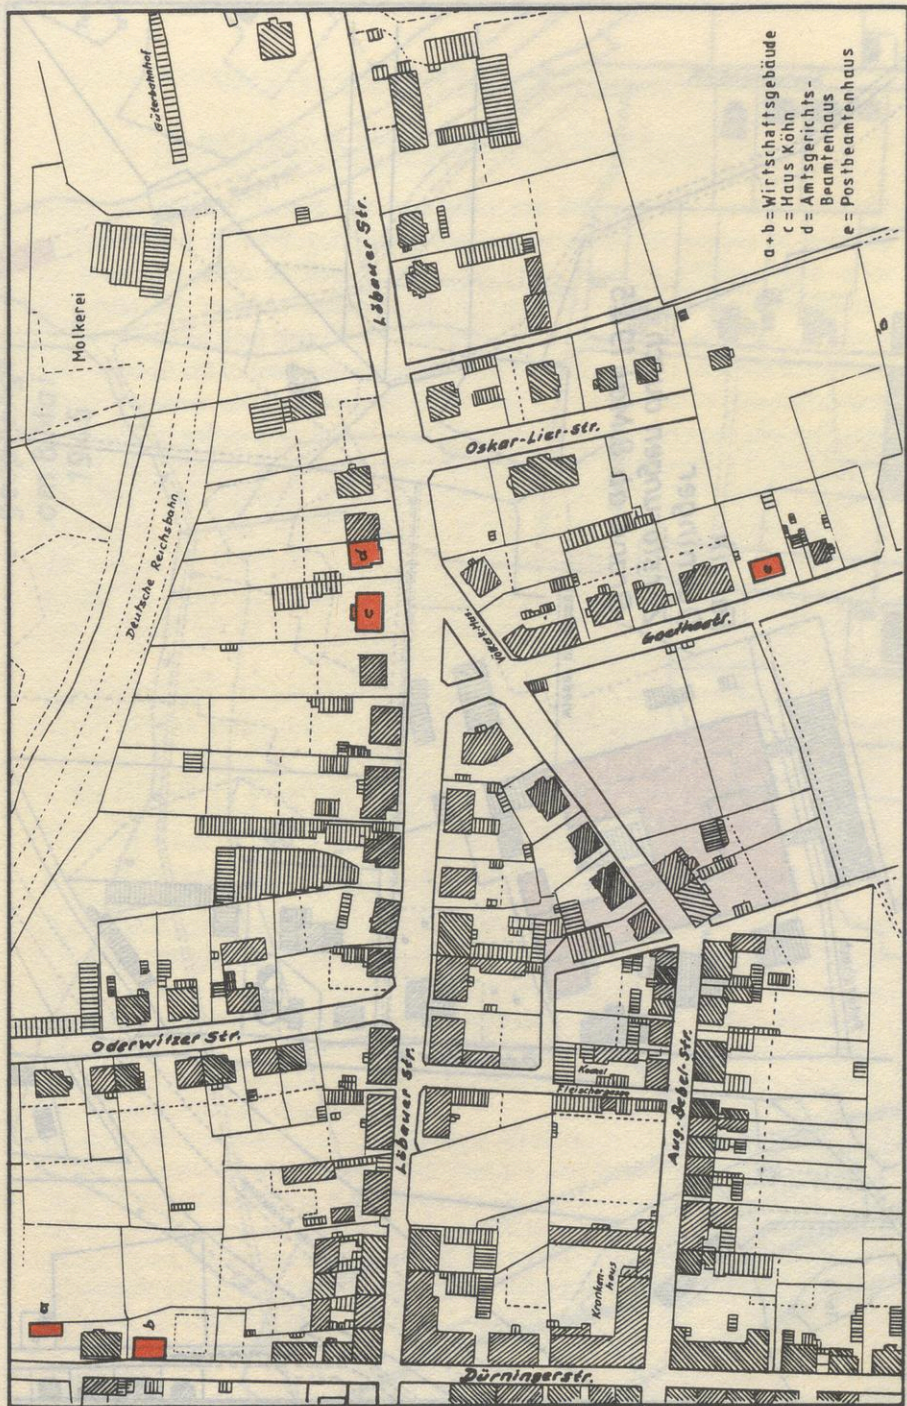 Güterbahnhof
Molkerei
Deutsche Reichsbahn
Löbauer Str.
a+b = Wirtschaftsgebäude
c = Haus Köhn
d = Amtsgerichts-
Beamtenhaus
e = Postbeamtenhaus
Oskar-Lier-Str.
d
c
e
Goethestr.
Oderwitzer Str.
Löbauer Str.
Fleischergasse
Aug.-Bebel-Str.
a
b
Kranken-
haus
Dürningerstr.